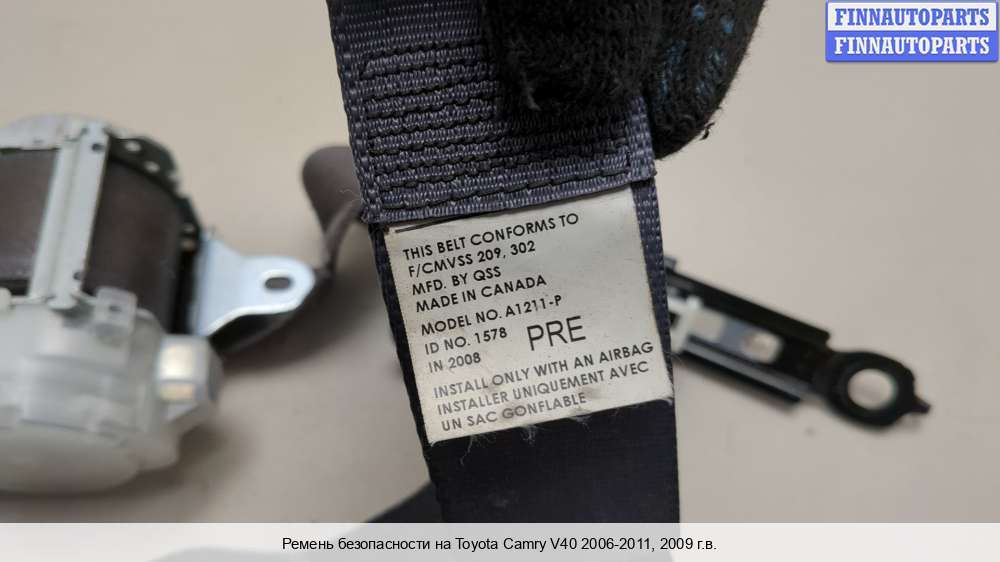 FINNAUTOPARTS
FINNAUTOPARTS
THIS BELT CONFORMS TO
F/CMVSS 209, 302
MFD. BY QSS
MADE IN CANADA
MODEL NO. A1211-P
ID NO. 1578 PRE
IN 2008
INSTALL ONLY WITH AN AIRBAG
INSTALLER UNIQUEMENT AVEC
UN SAC GONFLABLE
Ремень безопасности на Toyota Camry V40 2006-2011, 2009 г.в.